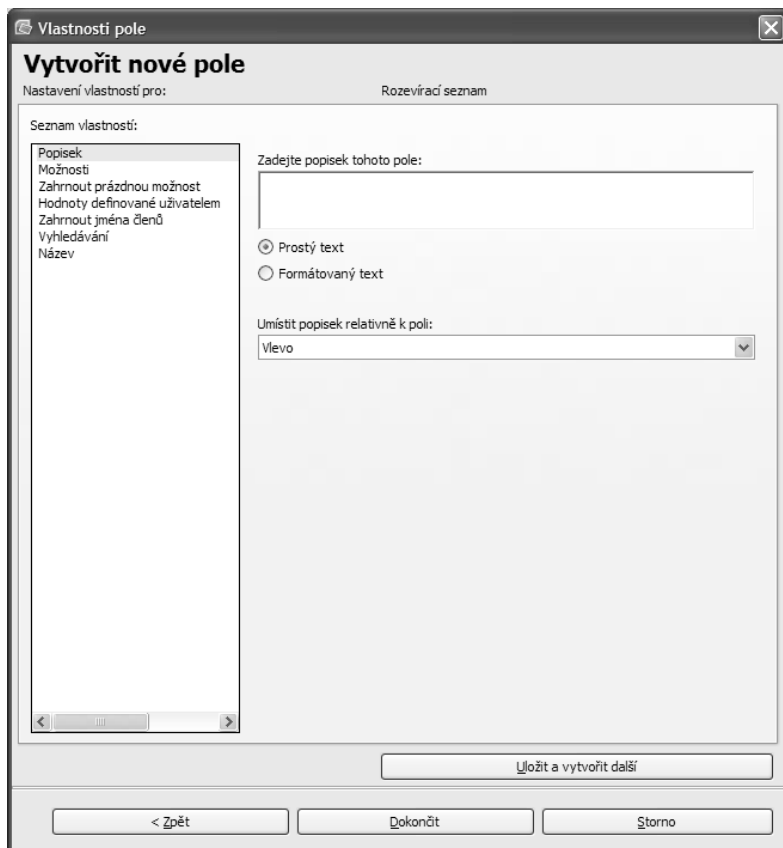 Vlastnosti pole
Vytvořit nové pole
Nastavení vlastností pro: Rozevírací seznam
Seznam vlastností:
Popisek
Možnosti
Zahrnout prázdnou možnost
Hodnoty definované uživatelem
Zahrnout jména členů
Vyhledávání
Název
Zadejte popisek tohoto pole:
Prostý text
Formátovaný text
Umístit popisek relativně k poli:
Vlevo
Uložit a vytvořit další
< Zpět
Dokončit
Storno